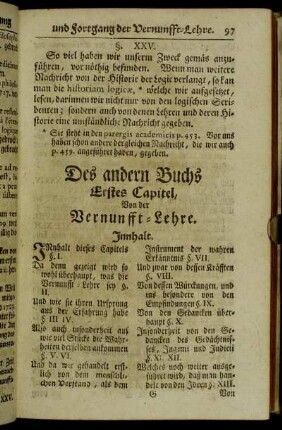 und Fortgang der Vernunfft-Lehre. 97
§. XXV.
So viel haben wir unserm Zweck gemäs anzu-
führen, vor nöthig befunden. Wenn man weitere
Nachricht von der Historie der Logic verlangt, so kan
man die historiam logicæ, * welche wir aufgesetzet,
lesen, darinnen wir nicht nur von den logischen Scri-
benten; sondern auch von denen Lehren und deren Hi-
storie eine umständliche Nachricht gegeben.
* Sie steht in den parergis academicis p. 453. Vor uns
haben schon andere dergleichen Nachricht, die wir auch
p. 459. angeführet haben, gegeben.
Des andern Buchs
Erstes Capitel,
Von der
Vernunfft-Lehre.
Innhalt.
INnhalt dieses Capitels
§. I.
Da denn gezeigt wird so
wohl überhaupt, was die
Vernunfft-Lehre sey §.
II.
Und wie sie ihren Ursprung
aus der Erfahrung habe
§. III. IV.
Also auch insonderheit aus
wie viel Stücke die Wahr-
heiten derselben ankommen
§. V. VI.
Und da wir gehandelt erst-
lich von dem menschli-
chen Verstand, als dem
Instrument der wahren
Erkänntnis §. VII.
Und zwar von dessen Kräfften
§. VIII.
Von dessen Würckungen, und
uns besondere von den
Empfindungen §. IX.
Von den Gedancken über-
haupt §. X.
Insonderheit von den Ge-
dancken des Gedächtnis-
ses, Ingenii und Judicii
§. XI. XII.
Welches noch weiter ausge-
führet wird, da man han-
delt von den Ideen §. XIII.
G
Von